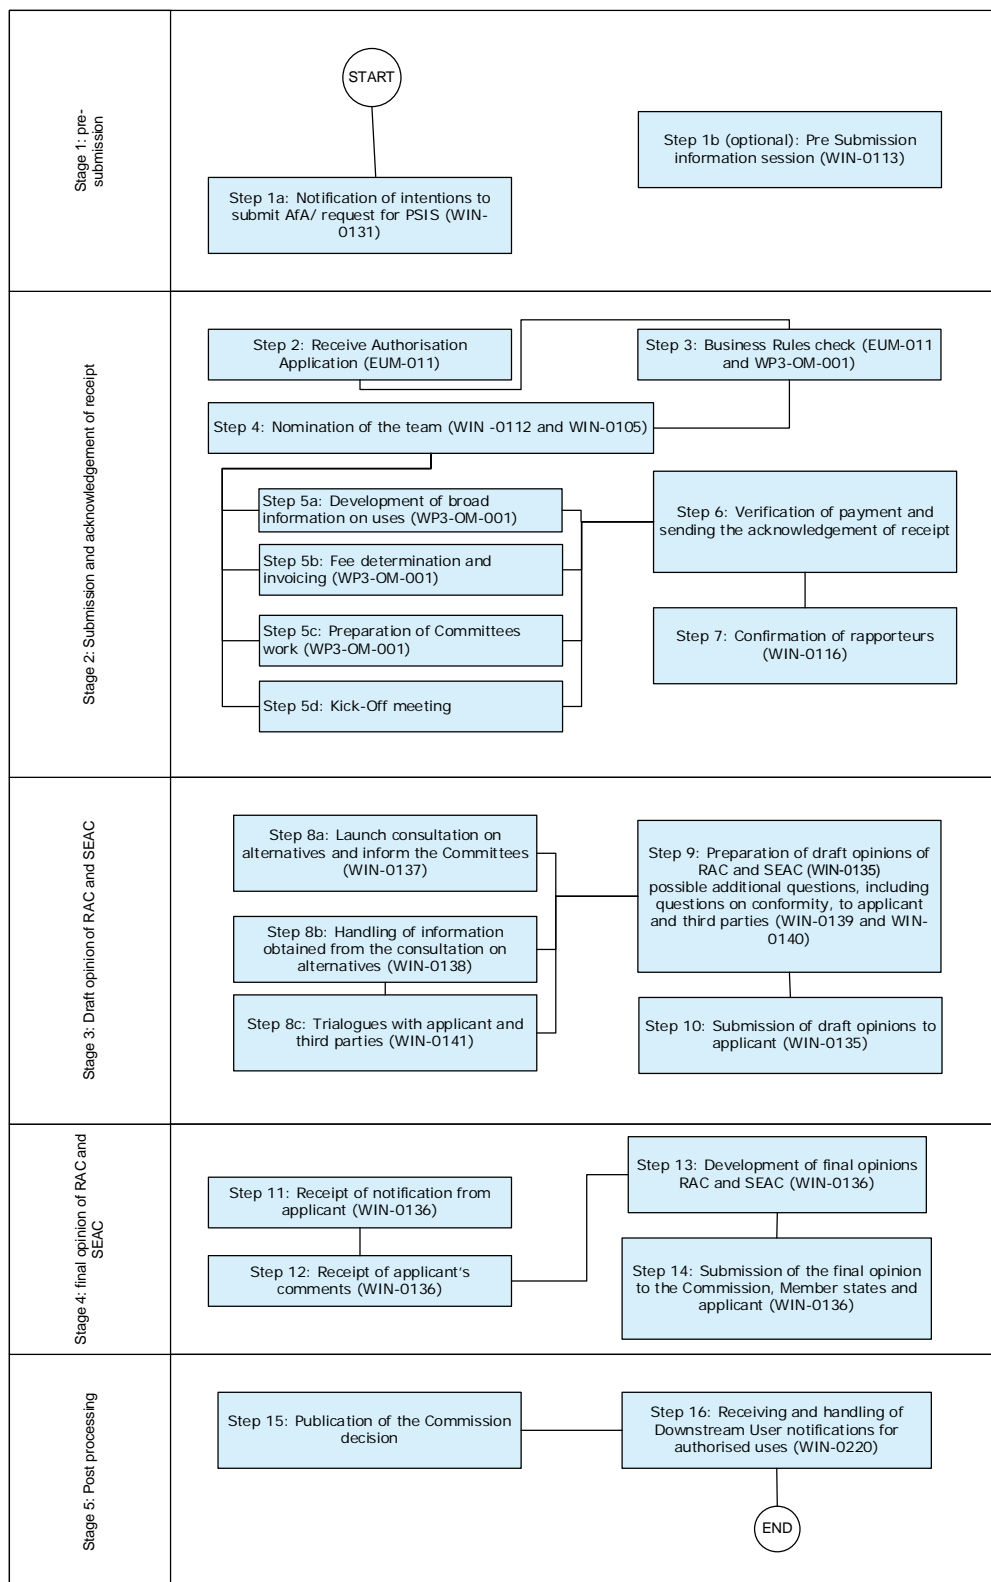 Stage 1: pre-
submission
START
Step 1a: Notification of intentions to
submit AfA/ request for PSIS (WIN-
0131)
Step 1b (optional): Pre Submission
information session (WIN-0113)
Stage 2: Submission and acknowledgement of receipt
Step 2: Receive Authorisation
Application (EUM-011)
Step 3: Business Rules check (EUM-011
and WP3-OM-001)
Step 4: Nomination of the team (WIN -0112 and WIN-0105)
Step 5a: Development of broad
information on uses (WP3-OM-001)
Step 5b: Fee determination and
invoicing (WP3-OM-001)
Step 5c: Preparation of Committees
work (WP3-OM-001)
Step 5d: Kick-Off meeting
Step 6: Verification of payment and
sending the acknowledgement of receipt
Step 7: Confirmation of rapporteurs
(WIN-0116)
Stage 3: Draft opinion of RAC and SEAC
Step 8a: Launch consultation on
alternatives and inform the Committees
(WIN-0137)
Step 8b: Handling of information
obtained from the consultation on
alternatives (WIN-0138)
Step 8c: Trialogues with applicant and
third parties (WIN-0141)
Step 9: Preparation of draft opinions of
RAC and SEAC (WIN-0135)
possible additional questions, including
questions on conformity, to applicant
and third parties (WIN-0139 and WIN-
0140)
Step 10: Submission of draft opinions to
applicant (WIN-0135)
Stage 4: final opinion of RAC and
SEAC
Step 11: Receipt of notification from
applicant (WIN-0136)
Step 12: Receipt of applicant's
comments (WIN-0136)
Step 13: Development of final opinions
RAC and SEAC (WIN-0136)
Step 14: Submission of the final opinion
to the Commission, Member states and
applicant (WIN-0136)
Stage 5: Post processing
Step 15: Publication of the Commission
decision
Step 16: Receiving and handling of
Downstream User notifications for
authorised uses (WIN-0220)
END